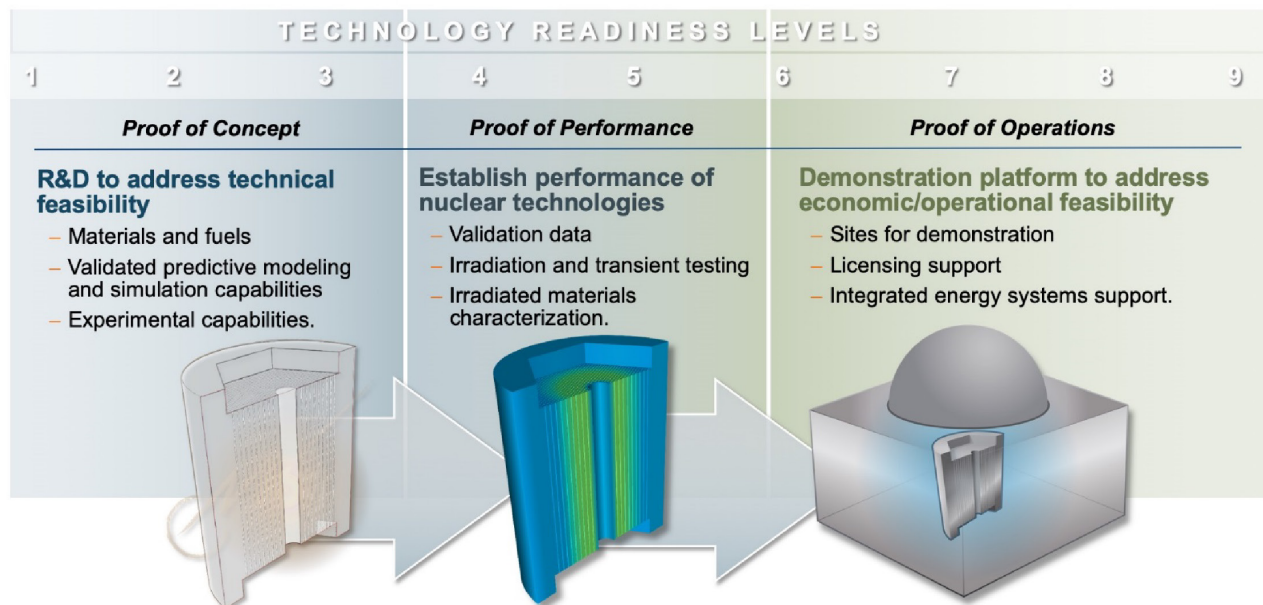 TECHNOLOGY READINESS LEVELS
1 2 3 4 5 6 7 8 9
Proof of Concept
R&D to address technical
feasibility
– Materials and fuels
– Validated predictive modeling
and simulation capabilities
– Experimental capabilities.
Proof of Performance
Establish performance of
nuclear technologies
– Validation data
– Irradiation and transient testing
– Irradiated materials
characterization.
Proof of Operations
Demonstration platform to address
economic/operational feasibility
– Sites for demonstration
– Licensing support
– Integrated energy systems support.